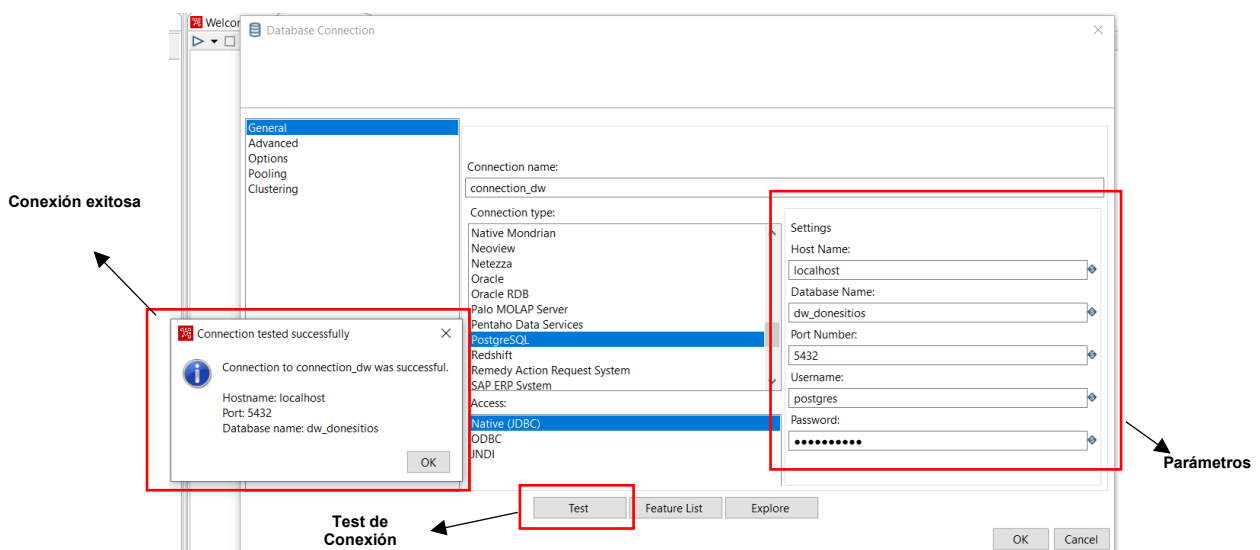 Welcor
Database Connection
General
Advanced
Options
Pooling
Clustering
Connection name:
connection_dw
Connection type:
Native Mondrian
Neoview
Netezza
Oracle
Oracle RDB
Palo MOLAP Server
Pentaho Data Services
PostgreSQL
Redshift
Remedy Action Request System
SAP ERP System
Access:
Native (JDBC)
ODBC
JNDI
Settings
Host Name:
localhost
Database Name:
dw_donesitios
Port Number:
5432
Username:
postgres
Password:
●●●●●●●●●●
Test
Feature List
Explore
OK
Cancel
Conexión exitosa
Connection tested successfully
Connection to connection_dw was successful.
Hostname: localhost
Port: 5432
Database name: dw_donesitios
OK
Test de
Conexión
Parámetros